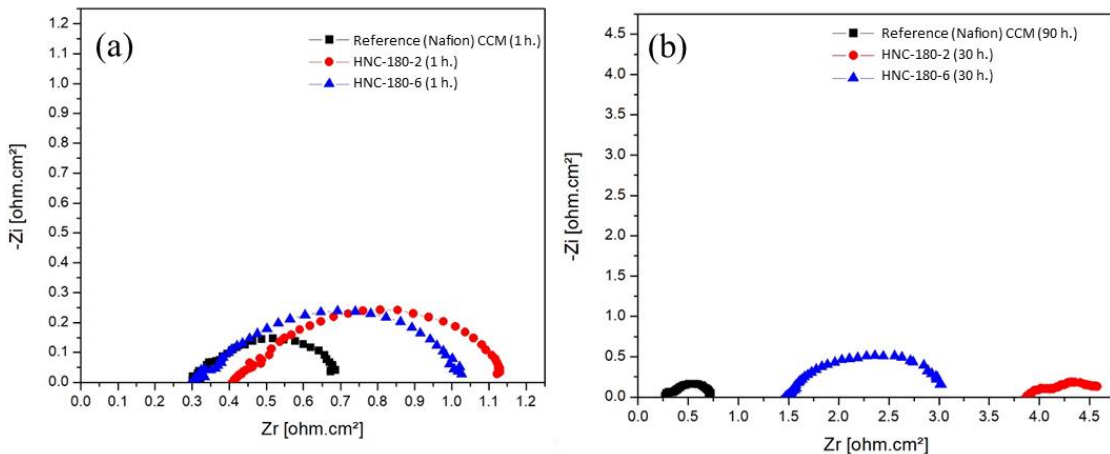 (a)
Reference (Nafion) CCM (1 h.)
HNC-180-2 (1 h.)
HNC-180-6 (1 h.)
1.2
1.1
1.0
0.9
0.8
0.7
0.6
0.5
0.4
0.3
0.2
0.1
0.0
-Zi [ohm.cm²]
0.0 0.1 0.2 0.3 0.4 0.5 0.6 0.7 0.8 0.9 1.0 1.1 1.2
Zr [ohm.cm²]
(b)
Reference (Nafion) CCM (90 h.)
HNC-180-2 (30 h.)
HNC-180-6 (30 h.)
4.5
4.0
3.5
3.0
2.5
2.0
1.5
1.0
0.5
0.0
-Zi [ohm.cm²]
0.0 0.5 1.0 1.5 2.0 2.5 3.0 3.5 4.0 4.5
Zr [ohm.cm²]